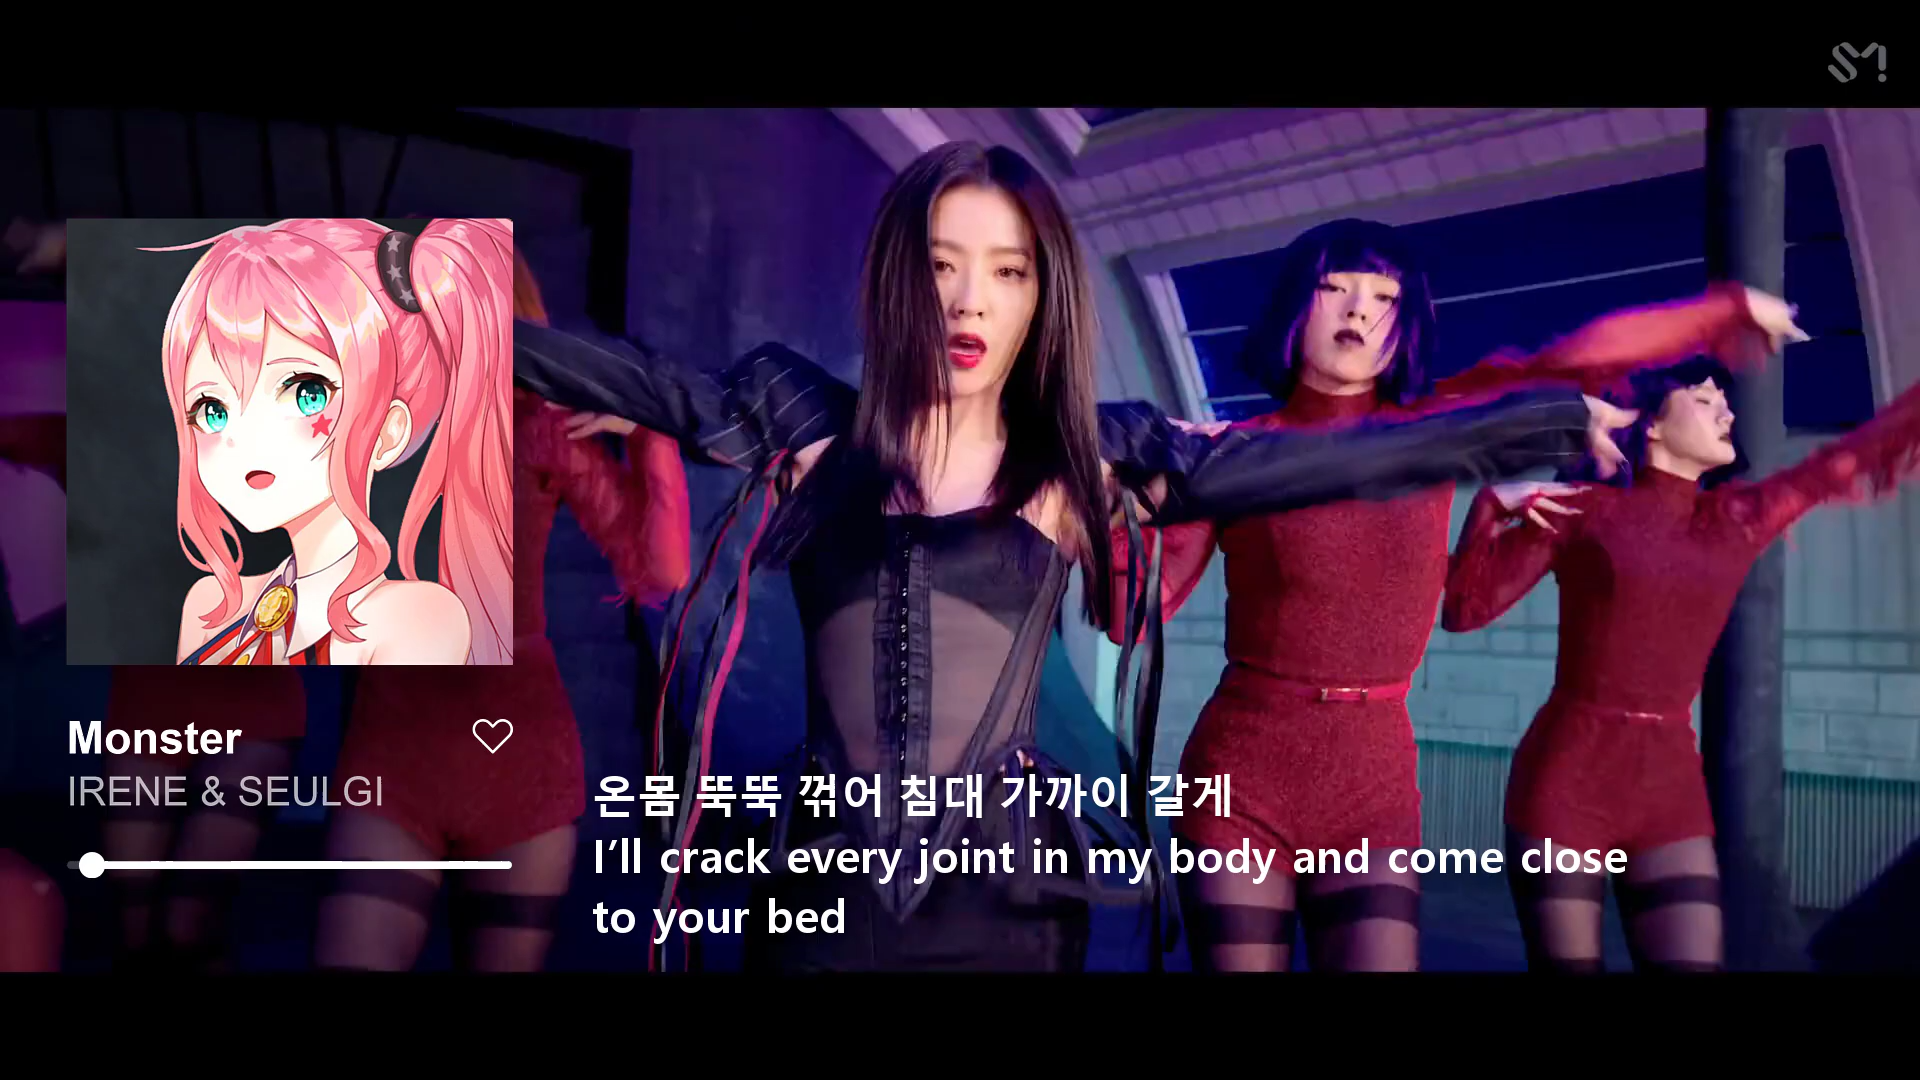 SM!
Monster
IRENE & SEULGI
온몸 뚝뚝 꺾어 침대 가까이 갈게
I’ll crack every joint in my body and come close
to your bed